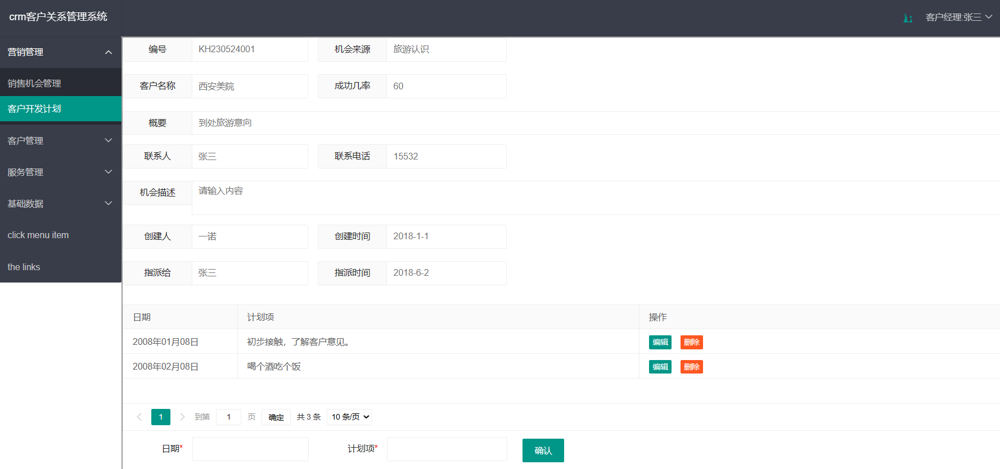 crm客户关系管理系统
客户经理:张三
营销管理
销售机会管理
客户开发计划
客户管理
服务管理
基础数据
click menu item
the links
编号 KH230524001 机会来源 旅游认识
客户名称 西安美院 成功几率 60
概要 到处旅游意向
联系人 张三 联系电话 15532
机会描述 请输入内容
创建人 一诺 创建时间 2018-1-1
指派给 张三 指派时间 2018-6-2
日期 计划项 操作
2008年01月08日 初步接触，了解客户意见。 编辑 删除
2008年02月08日 喝个酒吃个饭 编辑 删除
1 到第 1 页 确定 共 3 条 10 条/页
日期* 计划项* 确认